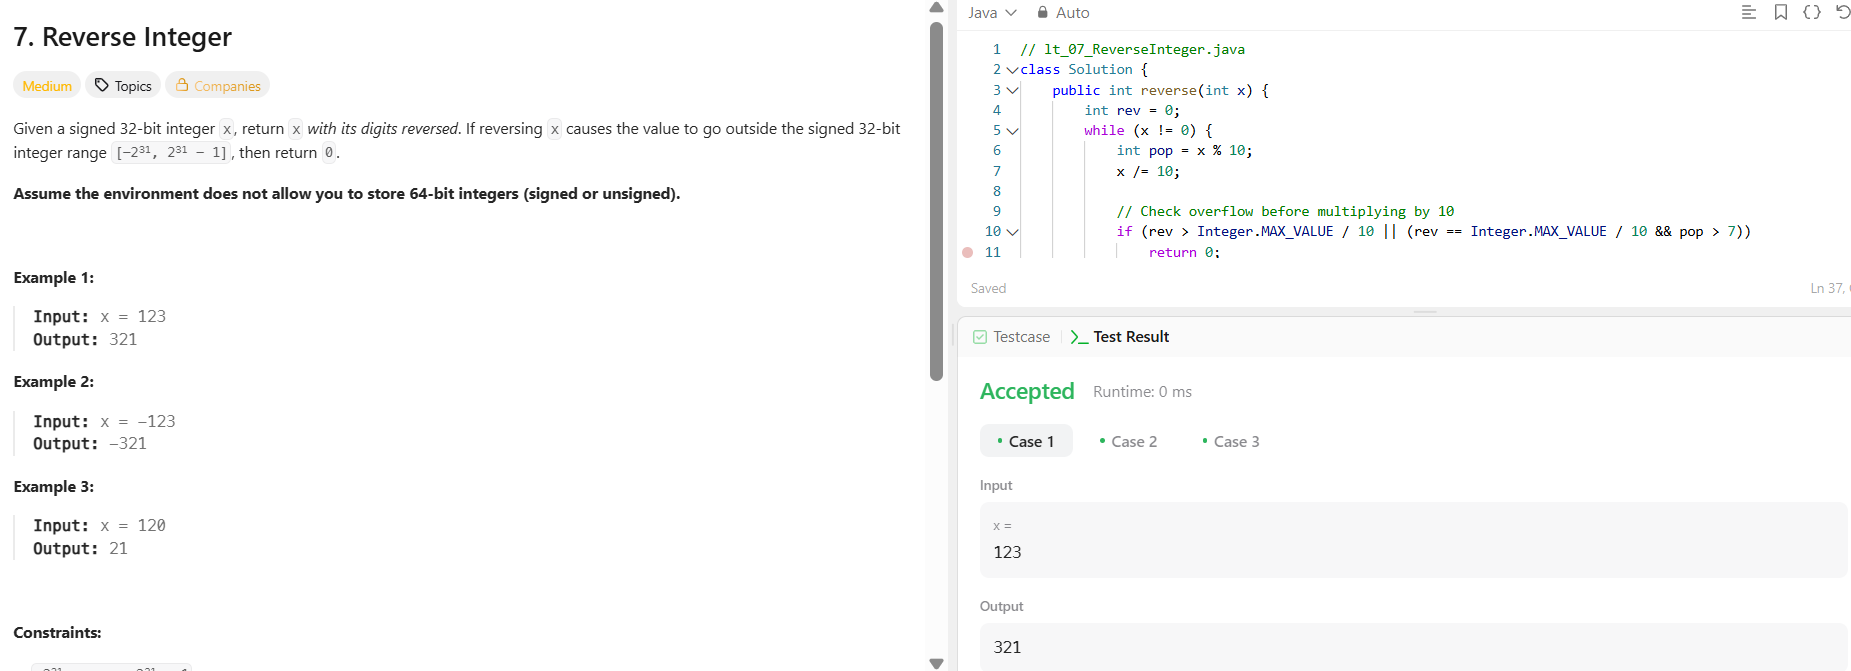 7. Reverse Integer
Medium
Topics
Companies
Given a signed 32-bit integer x, return x with its digits reversed. If reversing x causes the value to go outside the signed 32-bit
integer range [-2³¹, 2³¹ - 1], then return 0.
Assume the environment does not allow you to store 64-bit integers (signed or unsigned).
Example 1:
Input: x = 123
Output: 321
Example 2:
Input: x = -123
Output: -321
Example 3:
Input: x = 120
Output: 21
Constraints:
Java
Auto
1 // lt_07_ReverseInteger.java
2 class Solution {
3 public int reverse(int x) {
4 int rev = 0;
5 while (x != 0) {
6 int pop = x % 10;
7 x /= 10;
8
9 // Check overflow before multiplying by 10
10 if (rev > Integer.MAX_VALUE / 10 || (rev == Integer.MAX_VALUE / 10 && pop > 7))
11 return 0;
Saved
Ln 37,
Testcase
Test Result
Accepted
Runtime: 0 ms
Case 1
Case 2
Case 3
Input
x =
123
Output
321